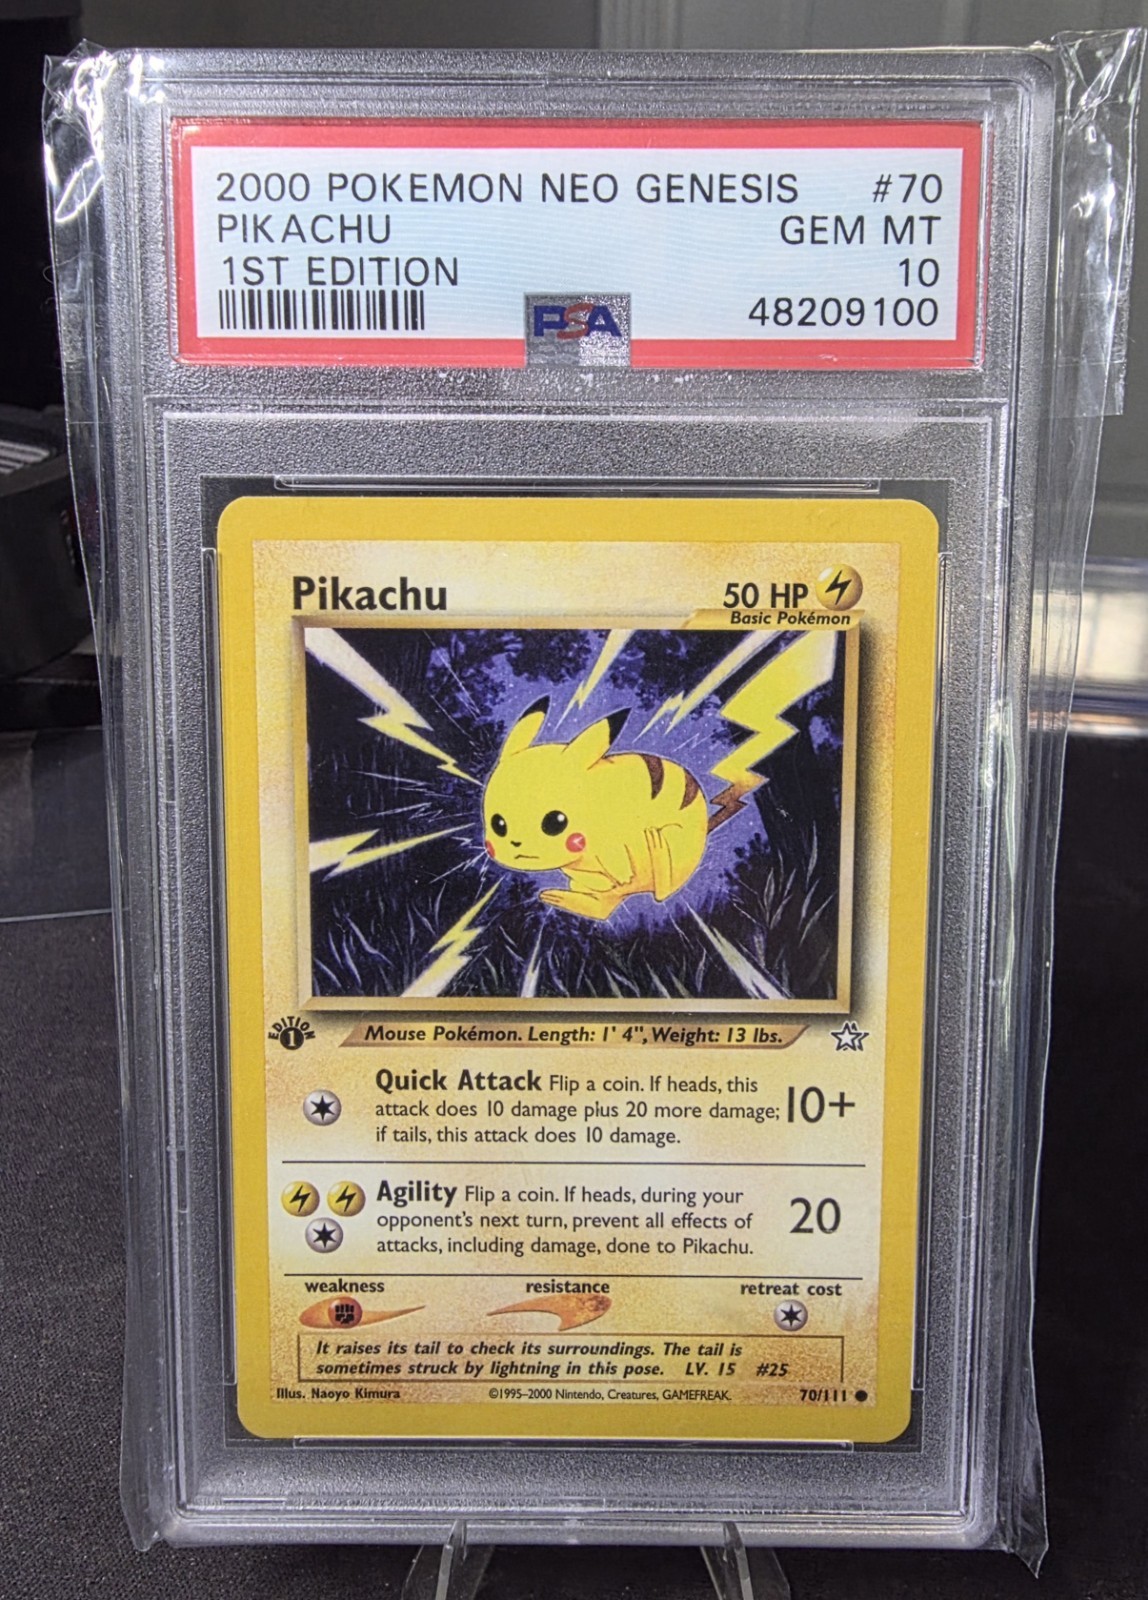 2000 POKEMON NEO GENESIS #70
PIKACHU GEM MT
1ST EDITION 10
48209100
PSA
Pikachu 50 HP
Basic Pokémon
EDITION
1
Mouse Pokémon. Length: 1' 4", Weight: 13 lbs.
Quick Attack Flip a coin. If heads, this
attack does 10 damage plus 20 more damage; 10+
if tails, this attack does 10 damage.
Agility Flip a coin. If heads, during your
opponent's next turn, prevent all effects of 20
attacks, including damage, done to Pikachu.
weakness resistance retreat cost
It raises its tail to check its surroundings. The tail is
sometimes struck by lightning in this pose. LV. 15 #25
Illus. Naoyo Kimura ©1995–2000 Nintendo, Creatures, GAMEFREAK. 70/111